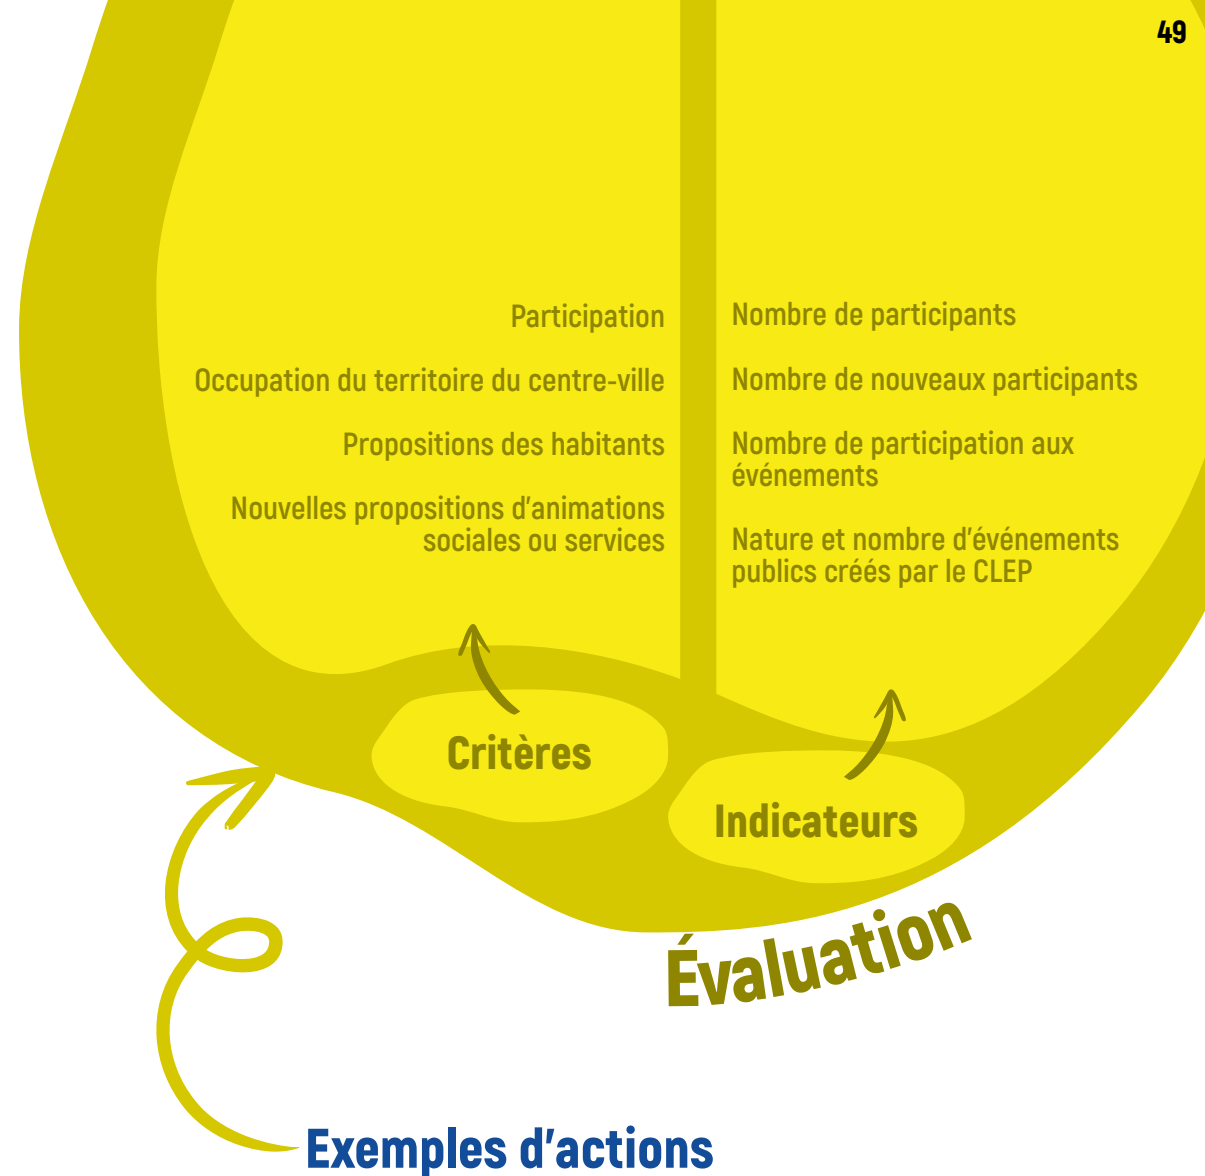 49
Participation
Occupation du territoire du centre-ville
Propositions des habitants
Nouvelles propositions d'animations
sociales ou services
Nombre de participants
Nombre de nouveaux participants
Nombre de participation aux
événements
Nature et nombre d'événements
publics créés par le CLEP
Critères
Indicateurs
Évaluation
Exemples d'actions